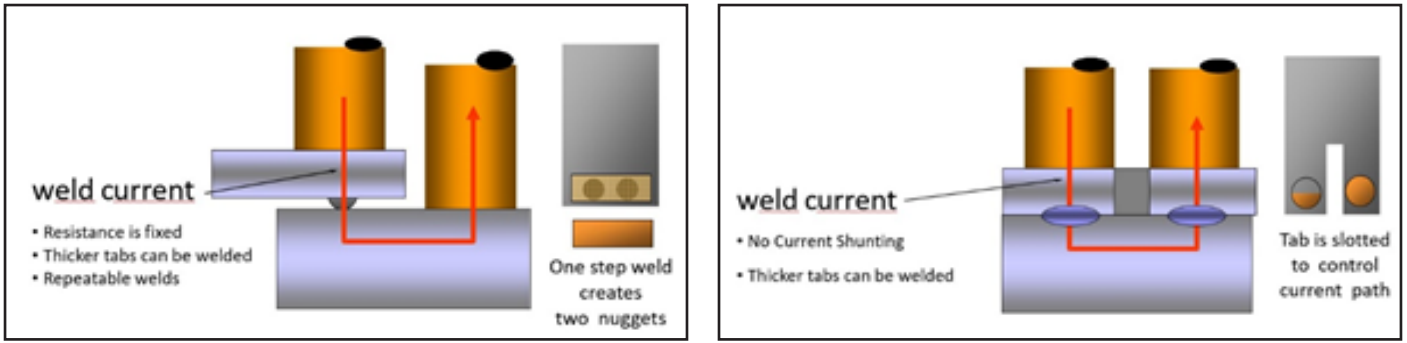 weld current
• Resistance is fixed
• Thicker tabs can be welded
• Repeatable welds
One step weld
creates
two nuggets
weld current
• No Current Shunting
• Thicker tabs can be welded
Tab is slotted
to control
current path